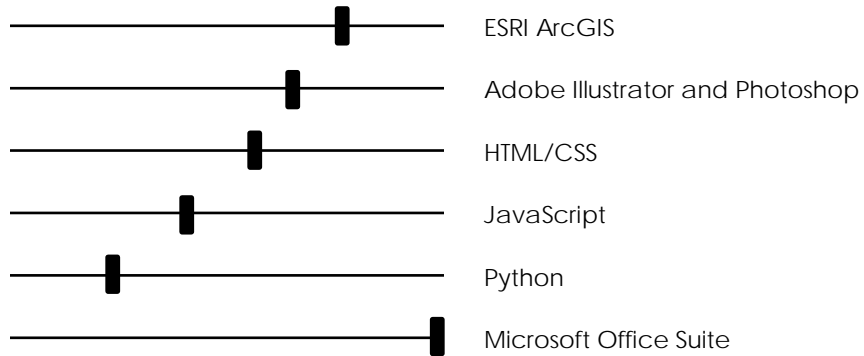 ESRI ArcGIS
Adobe Illustrator and Photoshop
HTML/CSS
JavaScript
Python
Microsoft Office Suite